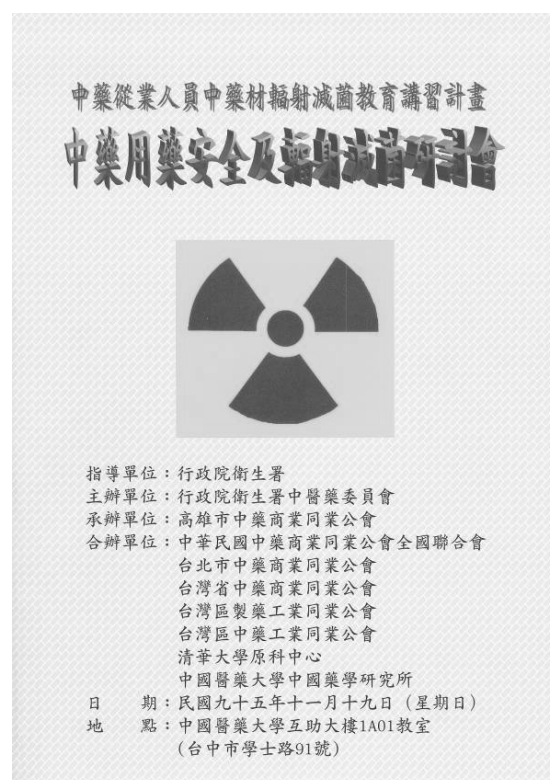 中藥從業人員中藥材輻射滅菌教育講習計畫
中藥用藥安全及輻射滅菌研討會
指導單位：行政院衛生署
主辦單位：行政院衛生署中醫藥委員會
承辦單位：高雄市中藥商業同業公會
合辦單位：中華民國中藥商業同業公會全國聯合會
台北市中藥商業同業公會
台灣省中藥商業同業公會
台灣區製藥工業同業公會
台灣區中藥工業同業公會
清華大學原科中心
中國醫藥大學中國藥學研究所
日　　期：民國九十五年十一月十九日（星期日）
地　　點：中國醫藥大學互助大樓1A01教室
(台中市學士路91號)